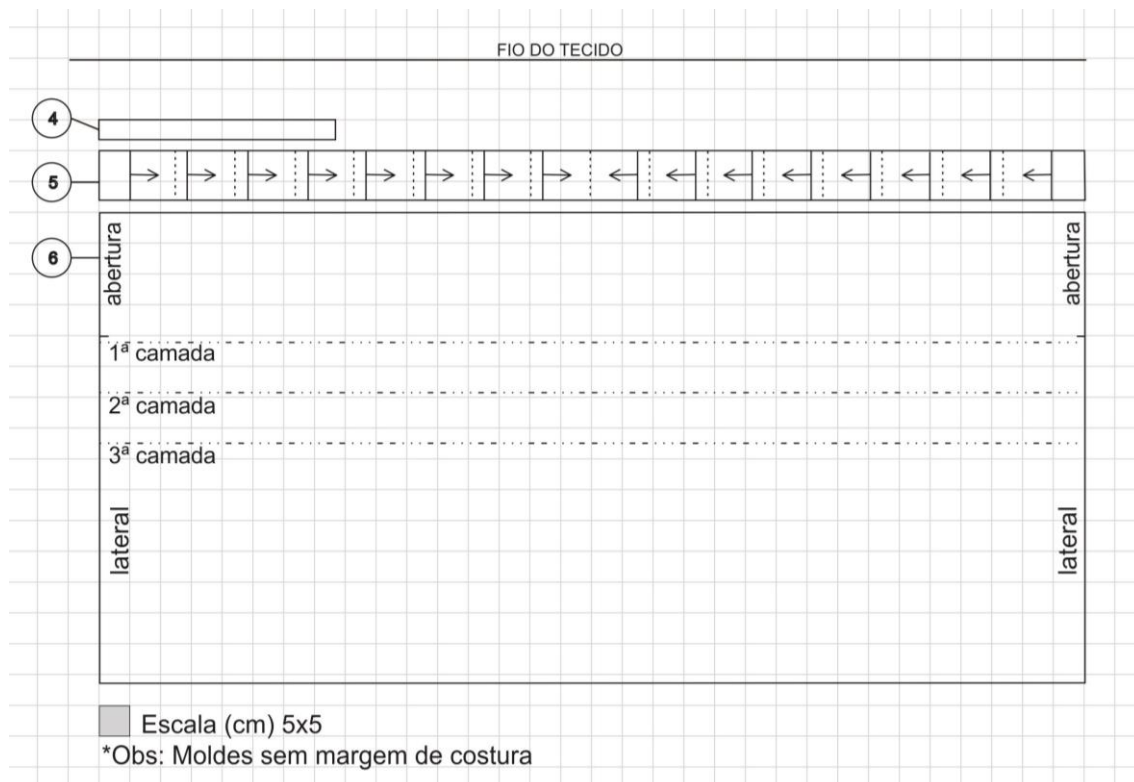 FIO DO TECIDO
4
5
6
abertura
abertura
1ª camada
2ª camada
3ª camada
lateral
lateral
Escala (cm) 5x5
*Obs: Moldes sem margem de costura